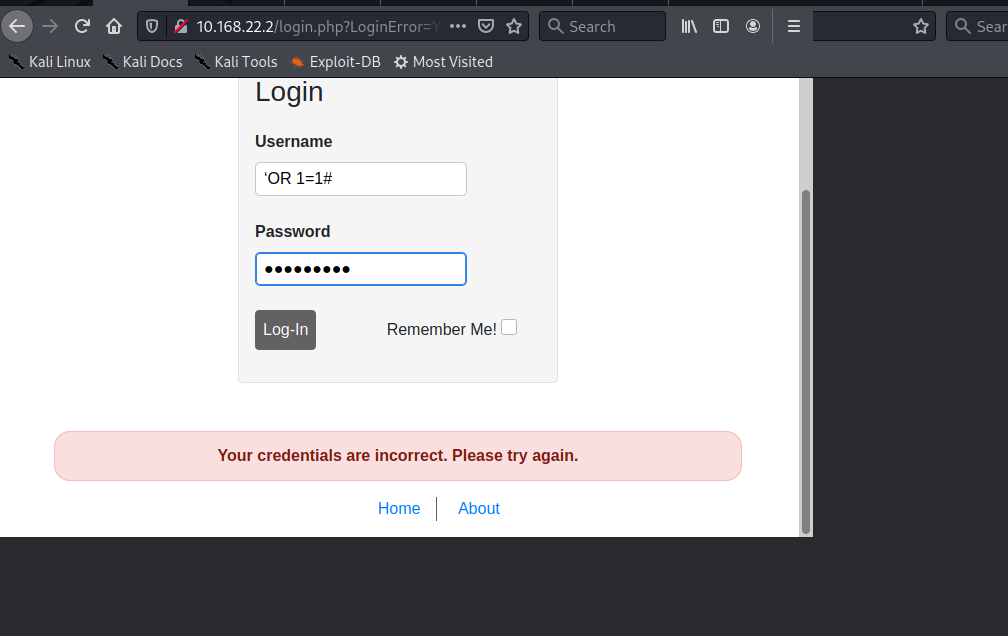 10.168.22.2/login.php?LoginError=Y
Search
Sear
Kali Linux
Kali Docs
Kali Tools
Exploit-DB
Most Visited
Login
Username
‘OR 1=1#
Password
Log-In
Remember Me!
Your credentials are incorrect. Please try again.
Home
About